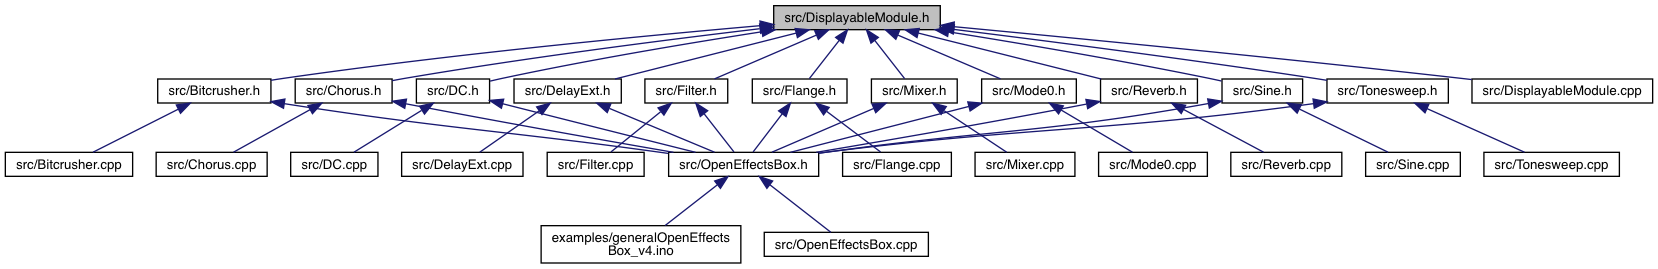 src/DisplayableModule.h
src/Bitcrusher.h
src/Chorus.h
src/DC.h
src/DelayExt.h
src/Filter.h
src/Flange.h
src/Mixer.h
src/Mode0.h
src/Reverb.h
src/Sine.h
src/Tonesweep.h
src/DisplayableModule.cpp
src/Bitcrusher.cpp
src/Chorus.cpp
src/DC.cpp
src/DelayExt.cpp
src/Filter.cpp
src/OpenEffectsBox.h
src/Flange.cpp
src/Mixer.cpp
src/Mode0.cpp
src/Reverb.cpp
src/Sine.cpp
src/Tonesweep.cpp
examples/generalOpenEffects
Box_v4.ino
src/OpenEffectsBox.cpp